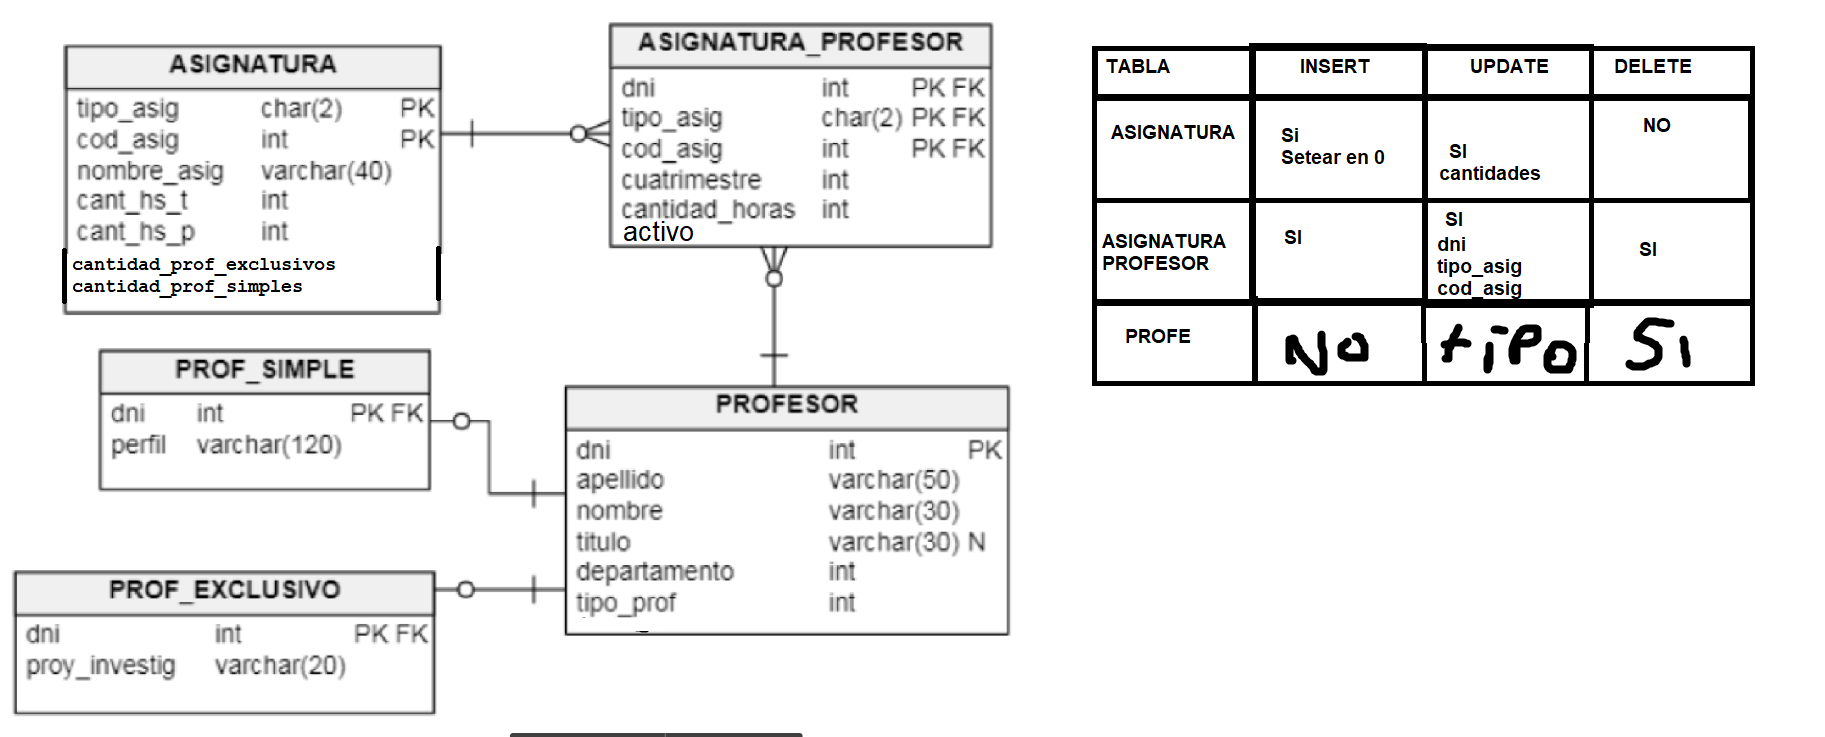 ASIGNATURA
tipo_asig char(2) PK
cod_asig int PK
nombre_asig varchar(40)
cant_hs_t int
cant_hs_p int
cantidad_prof_exclusivos
cantidad_prof_simples
ASIGNATURA_PROFESOR
dni int PK FK
tipo_asig char(2) PK FK
cod_asig int PK FK
cuatrimestre int
cantidad_horas int
activo
PROF_SIMPLE
dni int PK FK
perfil varchar(120)
PROFESOR
dni int PK
apellido varchar(50)
nombre varchar(30)
titulo varchar(30) N
departamento int
tipo_prof int
PROF_EXCLUSIVO
dni int PK FK
proy_investig varchar(20)
TABLA INSERT UPDATE DELETE
ASIGNATURA
Si
Setear en 0
SI
cantidades
NO
ASIGNATURA
PROFESOR
SI
SI
dni
tipo_asig
cod_asig
SI
PROFE NO tipo Si